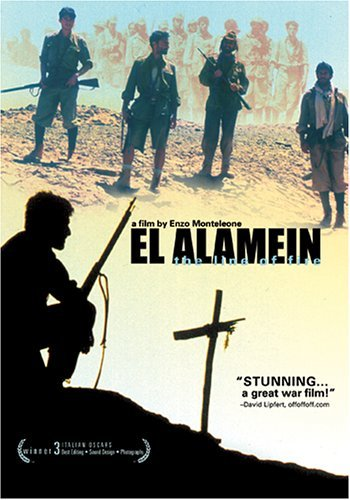 a film by Enzo Monteleone
EL ALAMEIN
the line of fire
"STUNNING...
a great war film!"
–David Lipfert, offoffoff.com
winner 3 ITALIAN OSCARS
Best Editing • Sound Design • Photography